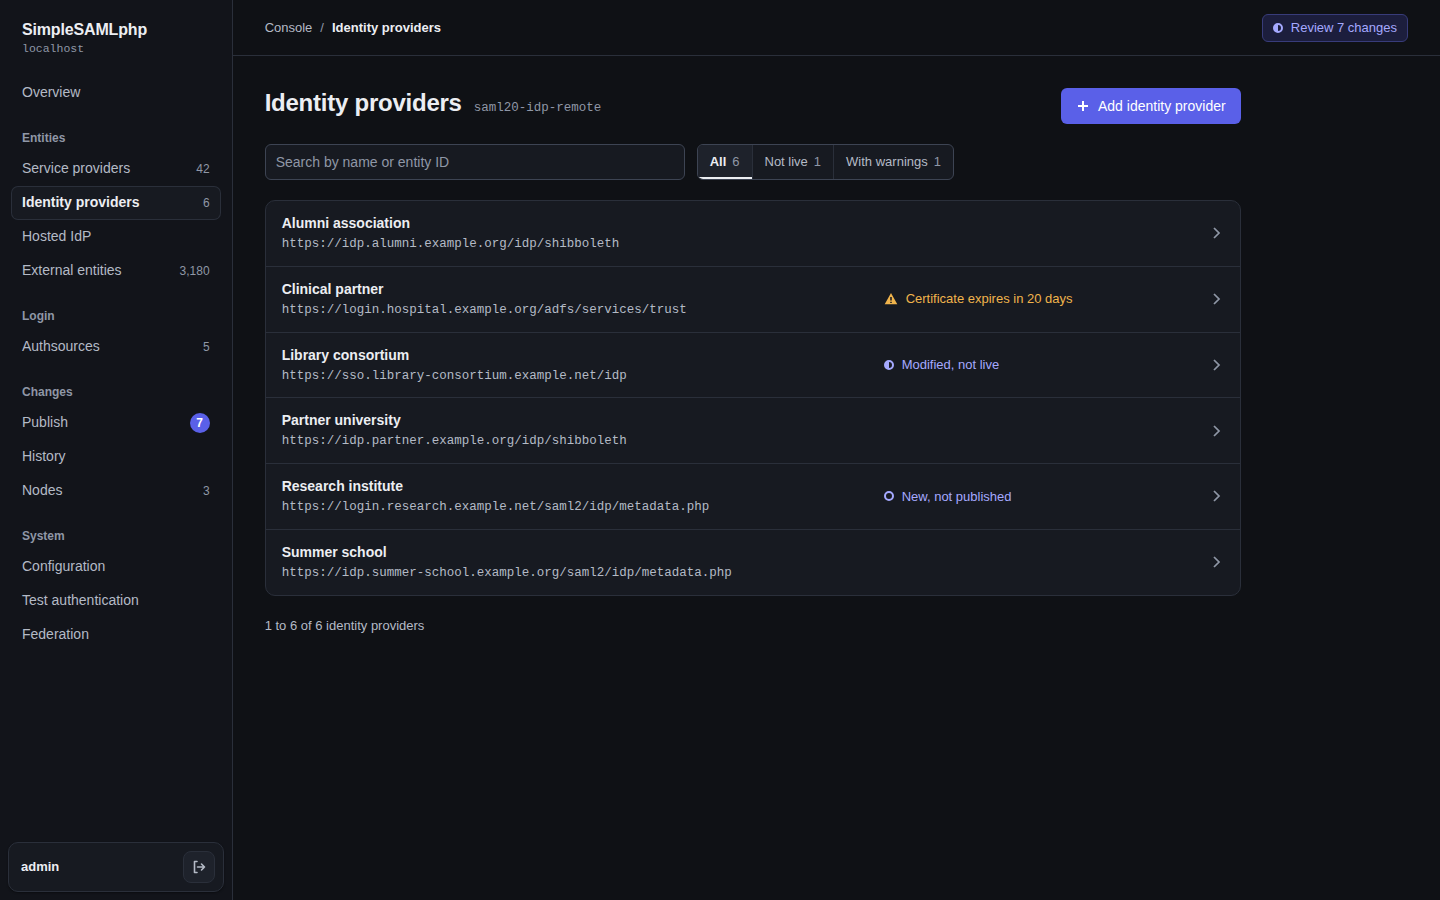 SimpleSAMLphp
localhost
Overview
Entities
Service providers 42
Identity providers 6
Hosted IdP
External entities 3,180
Login
Authsources 5
Changes
Publish 7
History
Nodes 3
System
Configuration
Test authentication
Federation
admin
Console / Identity providers
Review 7 changes
Identity providers saml20-idp-remote
Add identity provider
Search by name or entity ID
All 6 Not live 1 With warnings 1
Alumni association
https://idp.alumni.example.org/idp/shibboleth
Clinical partner
https://login.hospital.example.org/adfs/services/trust
Certificate expires in 20 days
Library consortium
https://sso.library-consortium.example.net/idp
Modified, not live
Partner university
https://idp.partner.example.org/idp/shibboleth
Research institute
https://login.research.example.net/saml2/idp/metadata.php
New, not published
Summer school
https://idp.summer-school.example.org/saml2/idp/metadata.php
1 to 6 of 6 identity providers